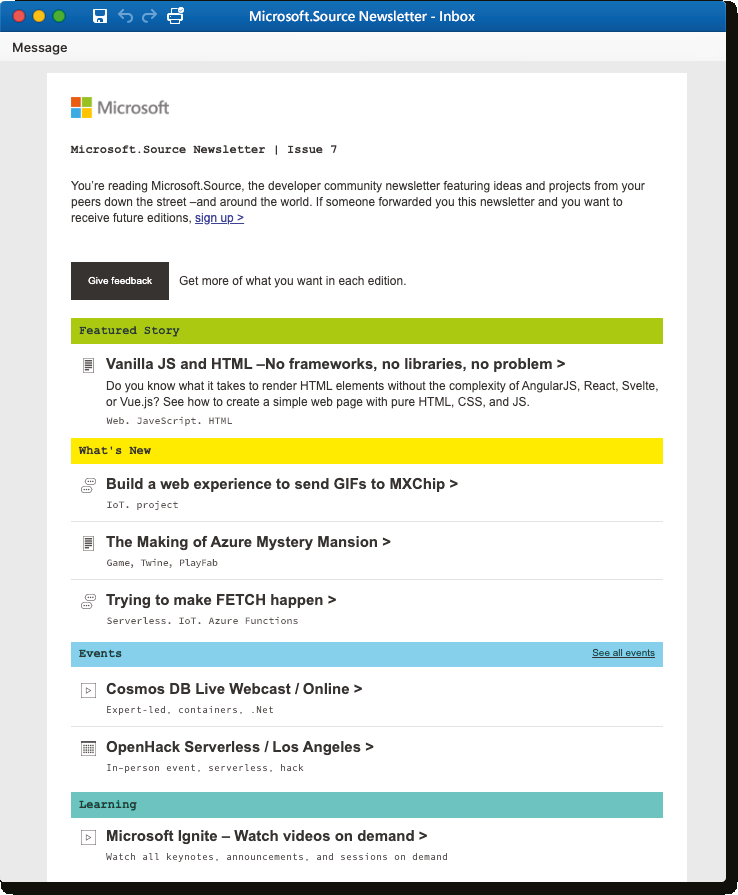 Microsoft.Source Newsletter - Inbox
Message
Microsoft
Microsoft.Source Newsletter | Issue 7
You’re reading Microsoft.Source, the developer community newsletter featuring ideas and projects from your
peers down the street –and around the world. If someone forwarded you this newsletter and you want to
receive future editions, sign up >
Give feedback Get more of what you want in each edition.
Featured Story
Vanilla JS and HTML –No frameworks, no libraries, no problem >
Do you know what it takes to render HTML elements without the complexity of AngularJS, React, Svelte,
or Vue.js? See how to create a simple web page with pure HTML, CSS, and JS.
Web. JaveScript. HTML
What's New
Build a web experience to send GIFs to MXChip >
IoT. project
The Making of Azure Mystery Mansion >
Game, Twine, PlayFab
Trying to make FETCH happen >
Serverless. IoT. Azure Functions
Events See all events
Cosmos DB Live Webcast / Online >
Expert-led, containers, .Net
OpenHack Serverless / Los Angeles >
In-person event, serverless, hack
Learning
Microsoft Ignite – Watch videos on demand >
Watch all keynotes, announcements, and sessions on demand